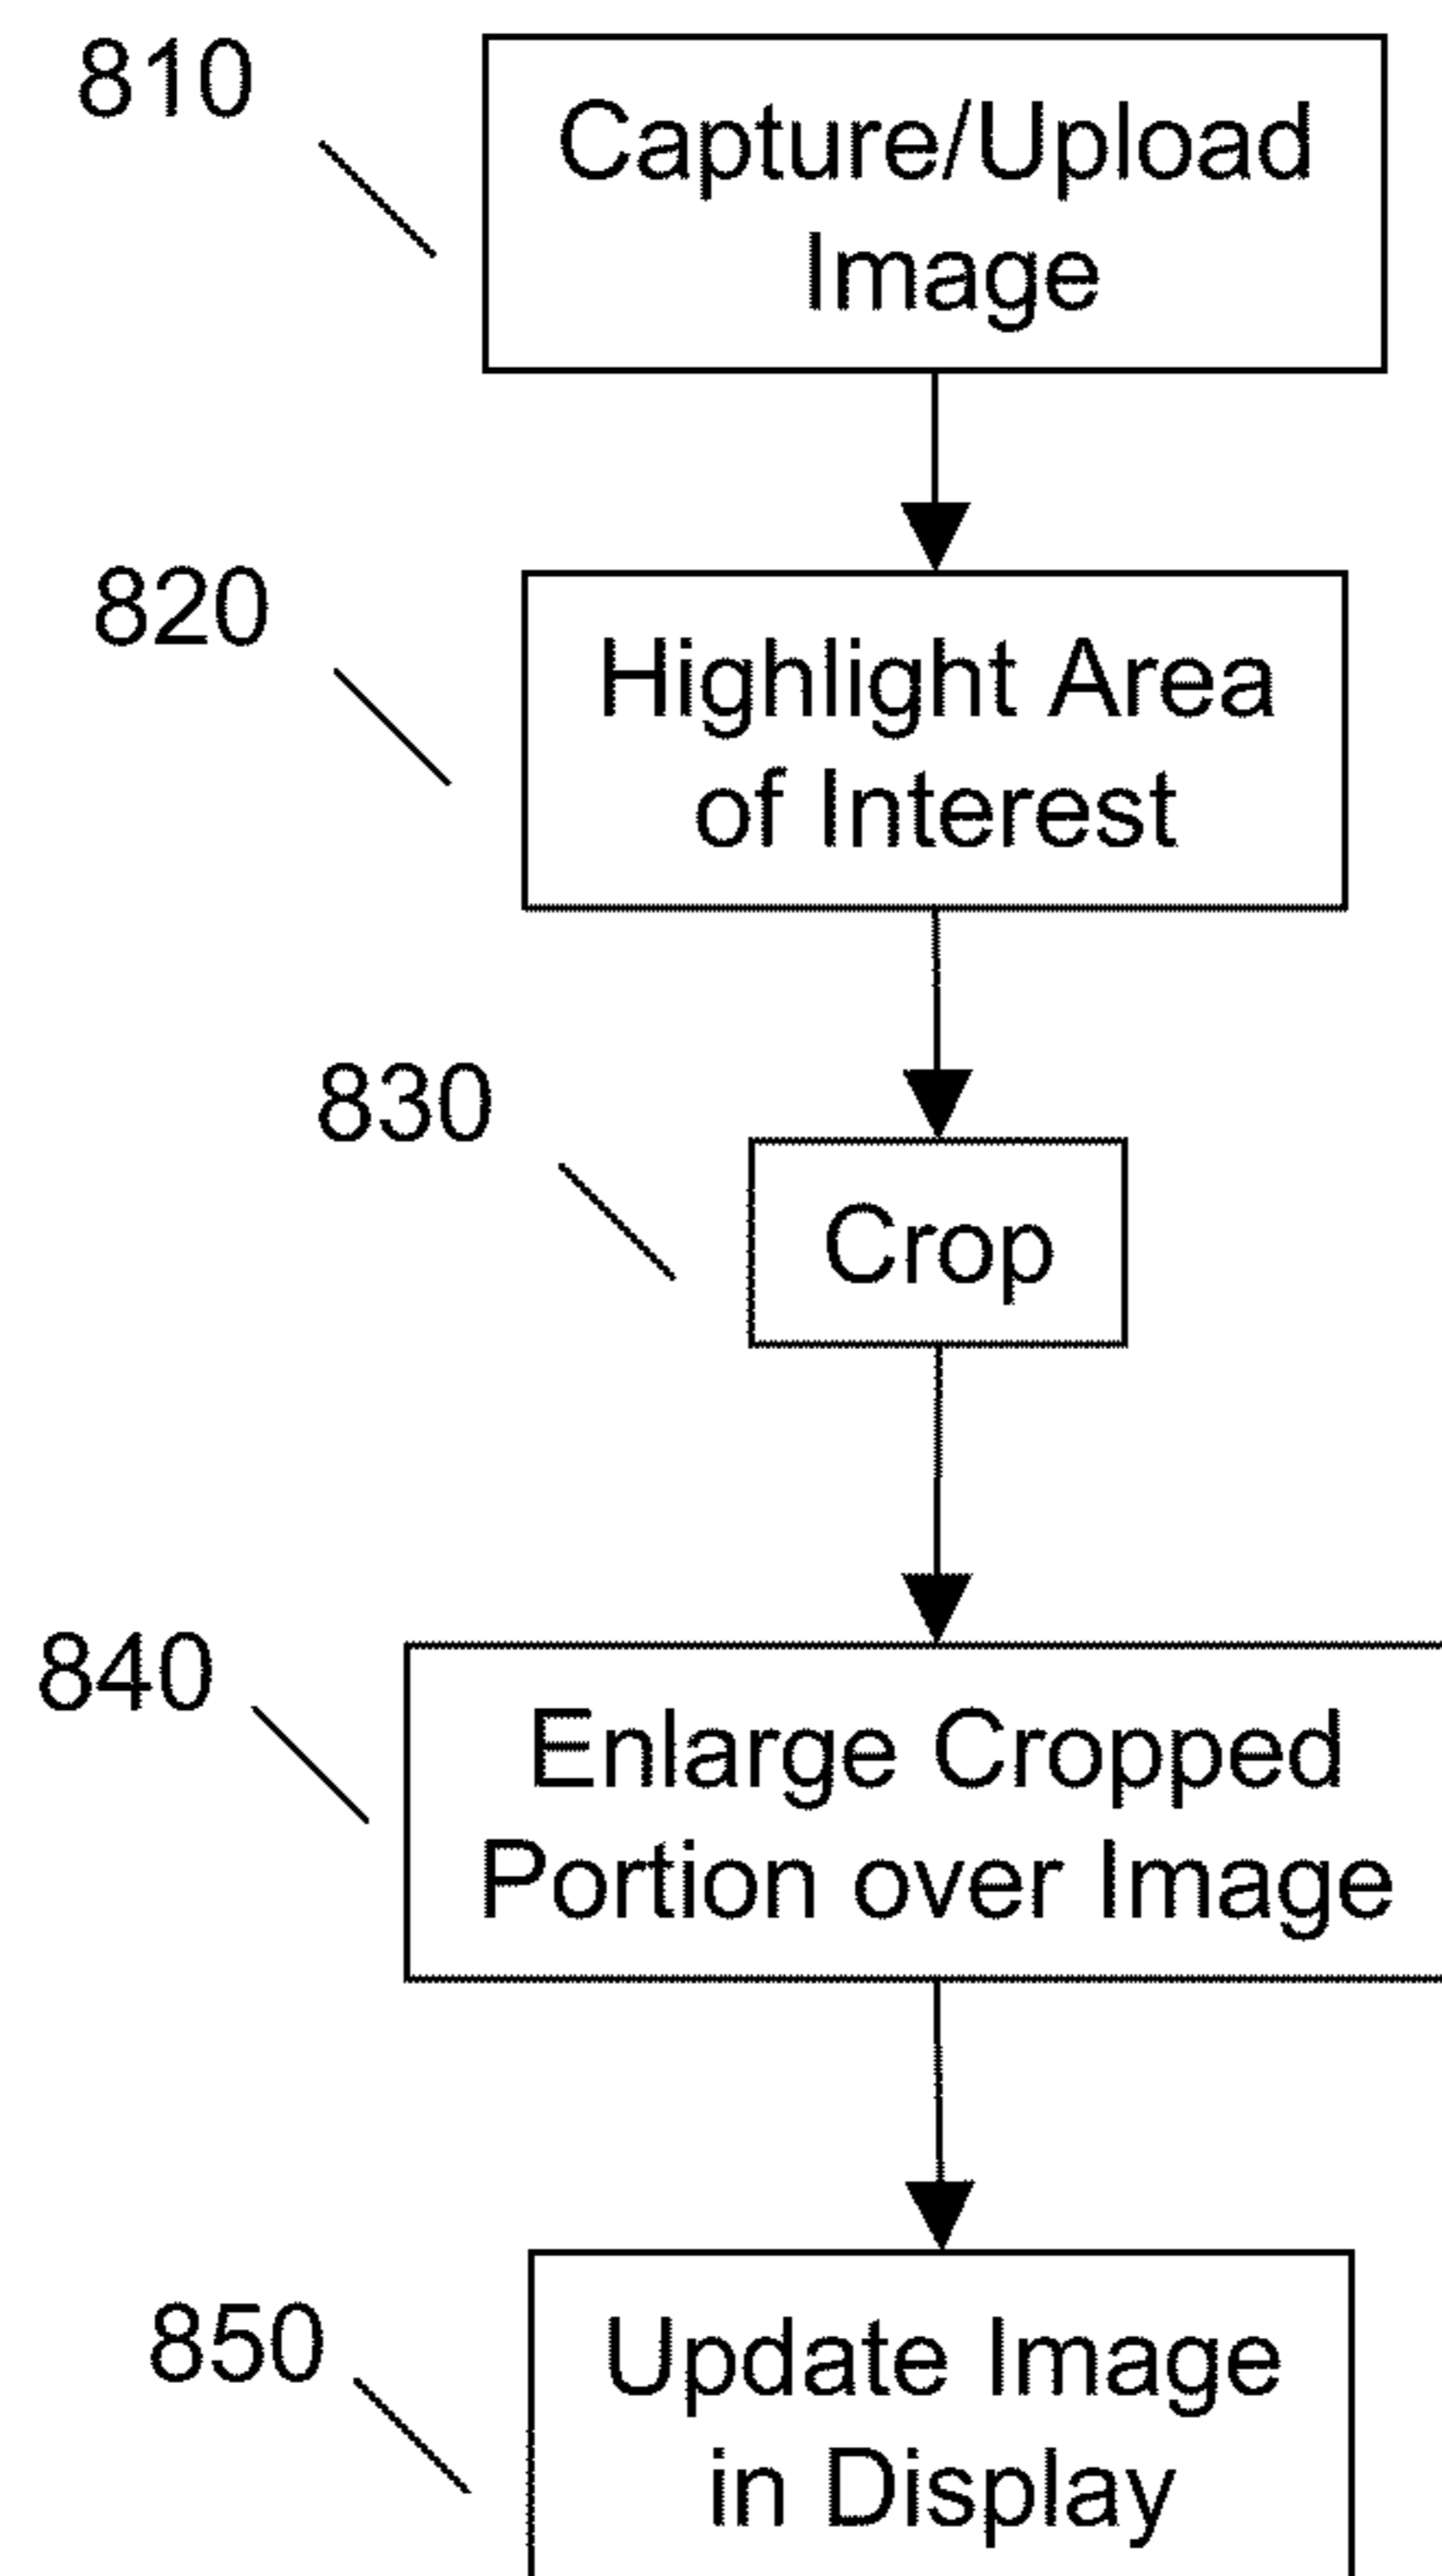 810
Capture/Upload
Image
820
Highlight Area
of Interest
830
Crop
840
Enlarge Cropped
Portion over Image
850
Update Image
in Display